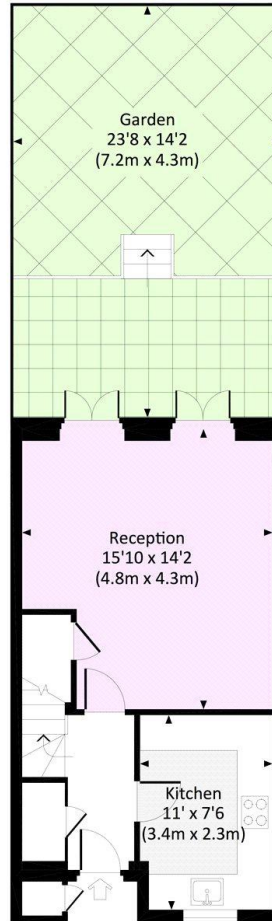 Garden
23'8 x 14'2
(7.2m x 4.3m)
Reception
15'10 x 14'2
(4.8m x 4.3m)
Kitchen
11' x 7'6
(3.4m x 2.3m)